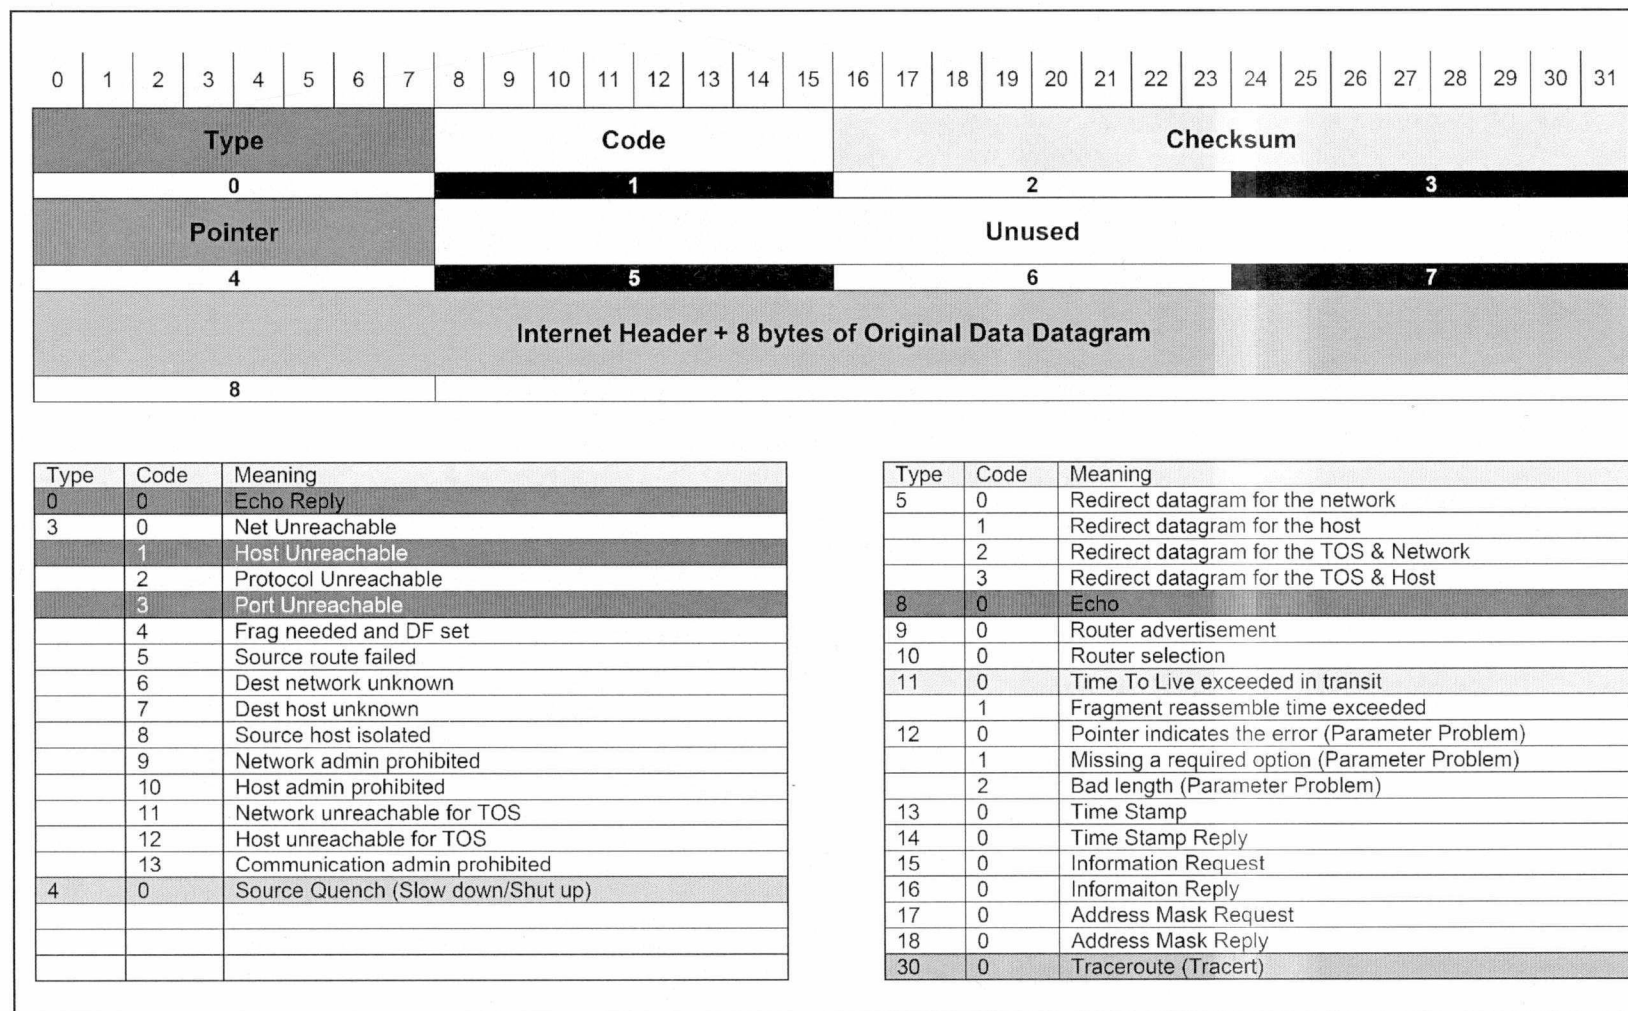 0 1 2 3 4 5 6 7 8 9 10 11 12 13 14 15 16 17 18 19 20 21 22 23 24 25 26 27 28 29 30 31
Type Code Checksum
0 1 2 3
Pointer Unused
4 5 6 7
Internet Header + 8 bytes of Original Data Datagram
8
Type Code Meaning
0 0 Echo Reply
3 0 Net Unreachable
1 Host Unreachable
2 Protocol Unreachable
3 Port Unreachable
4 Frag needed and DF set
5 Source route failed
6 Dest network unknown
7 Dest host unknown
8 Source host isolated
9 Network admin prohibited
10 Host admin prohibited
11 Network unreachable for TOS
12 Host unreachable for TOS
13 Communication admin prohibited
4 0 Source Quench (Slow down/Shut up)
Type Code Meaning
5 0 Redirect datagram for the network
1 Redirect datagram for the host
2 Redirect datagram for the TOS & Network
3 Redirect datagram for the TOS & Host
8 0 Echo
9 0 Router advertisement
10 0 Router selection
11 0 Time To Live exceeded in transit
1 Fragment reassemble time exceeded
12 0 Pointer indicates the error (Parameter Problem)
1 Missing a required option (Parameter Problem)
2 Bad length (Parameter Problem)
13 0 Time Stamp
14 0 Time Stamp Reply
15 0 Information Request
16 0 Informaiton Reply
17 0 Address Mask Request
18 0 Address Mask Reply
30 0 Traceroute (Tracert)